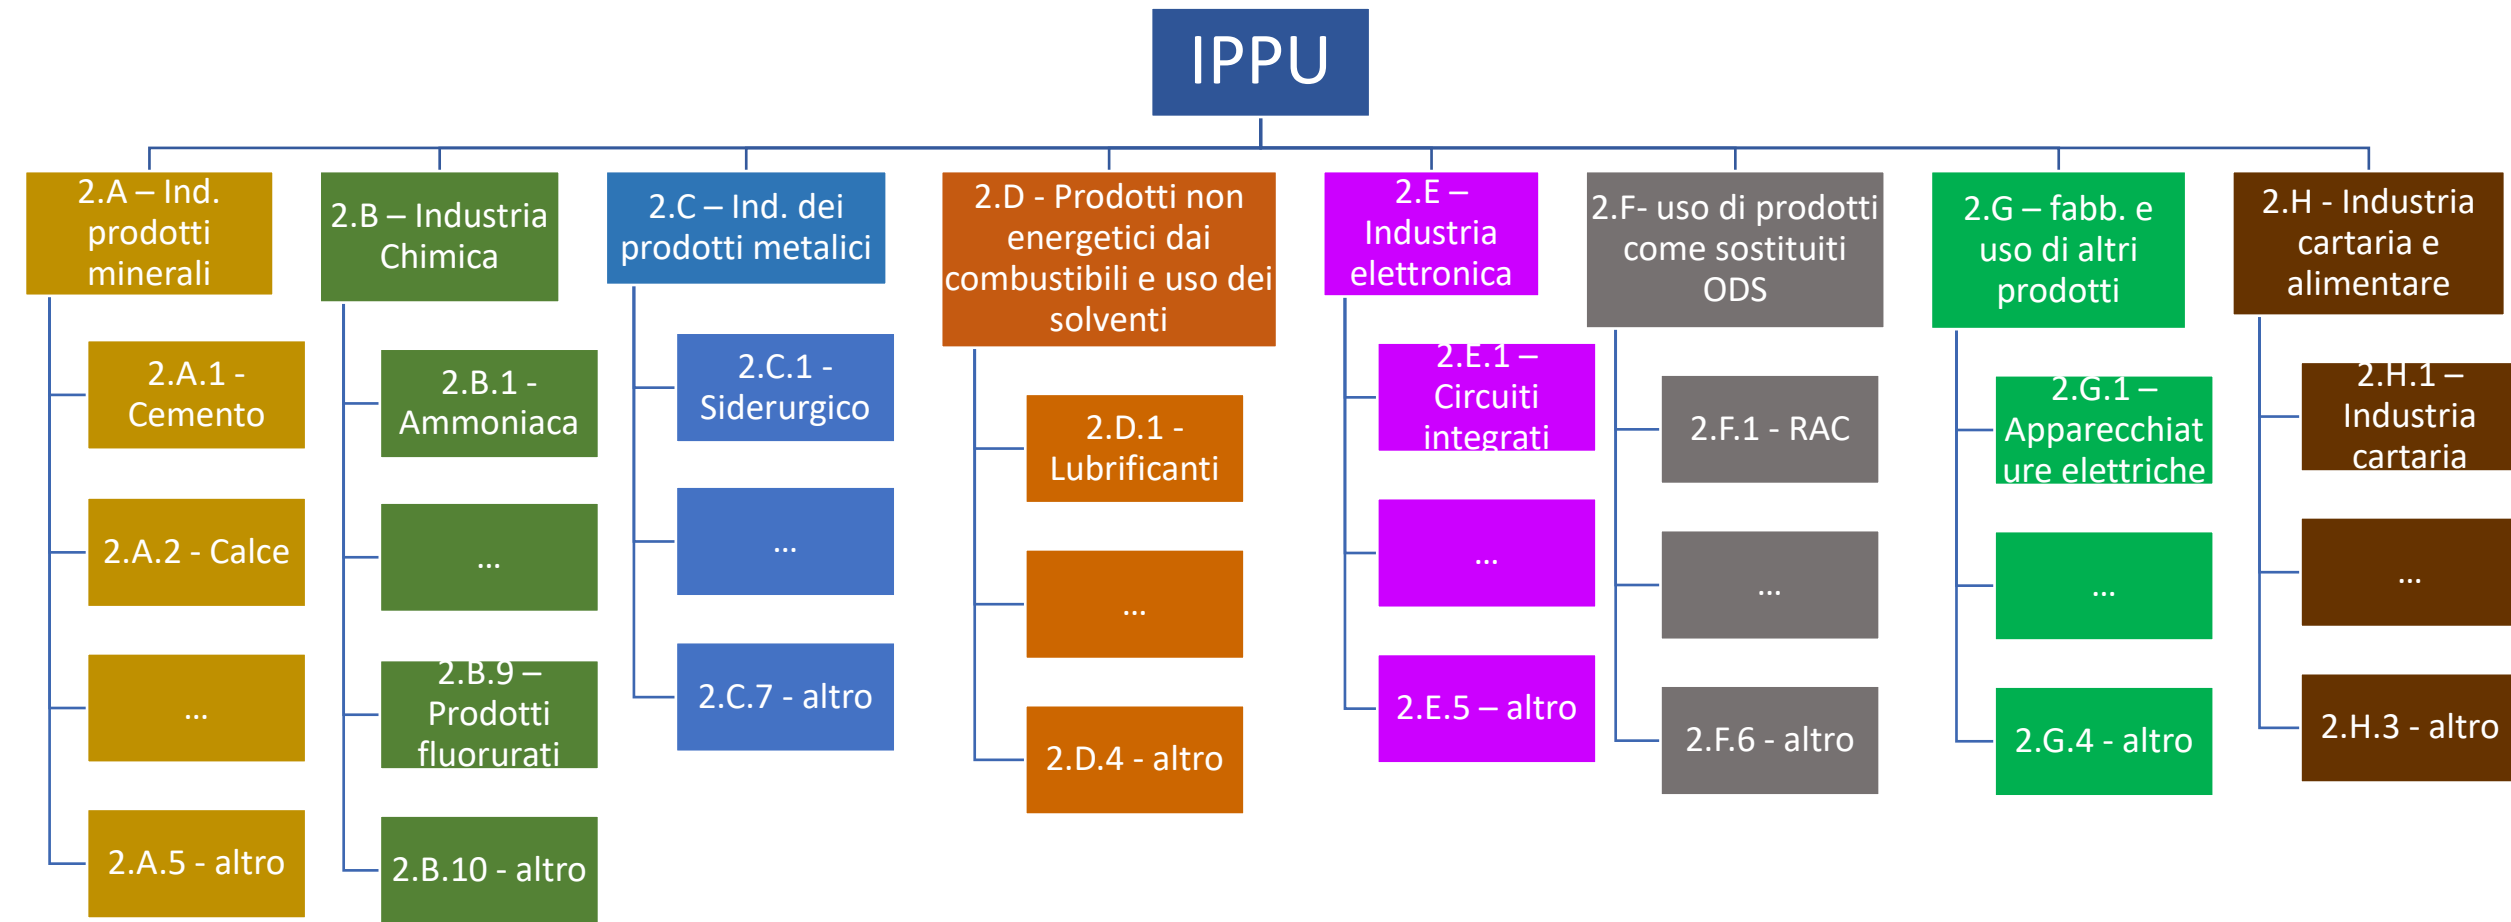 IPPU
2.A – Ind.
prodotti
minerali
2.A.1 -
Cemento
2.A.2 - Calce
...
2.A.5 - altro
2.B – Industria
Chimica
2.B.1 -
Ammoniaca
...
2.B.9 –
Prodotti
fluorurati
2.B.10 - altro
2.C – Ind. dei
prodotti metalici
2.C.1 -
Siderurgico
...
2.C.7 - altro
2.D - Prodotti non
energetici dai
combustibili e uso dei
solventi
2.D.1 -
Lubrificanti
...
2.D.4 - altro
2.E –
Industria
elettronica
2.E.1 –
Circuiti
integrati
...
2.E.5 – altro
2.F- uso di prodotti
come sostituiti
ODS
2.F.1 - RAC
...
2.F.6 - altro
2.G – fabb. e
uso di altri
prodotti
2.G.1 –
Apparecchiat
ure elettriche
...
2.G.4 - altro
2.H - Industria
cartaria e
alimentare
2.H.1 –
Industria
cartaria
...
2.H.3 - altro